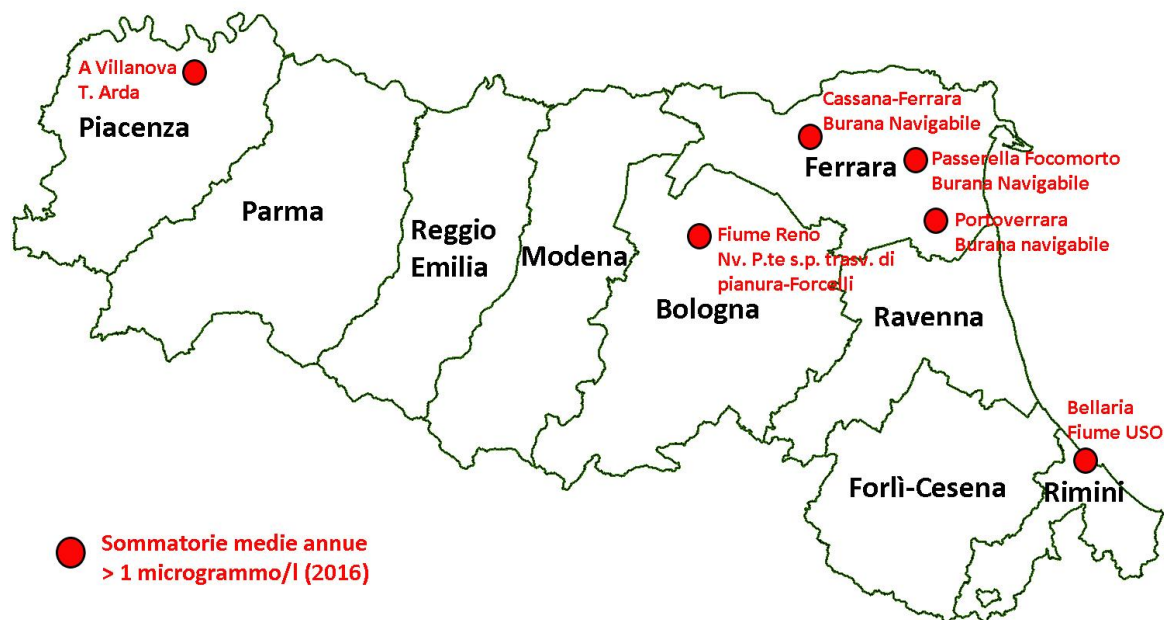 A Villanova
T. Arda
Piacenza
Parma
Reggio
Emilia
Modena
Cassana-Ferrara
Burana Navigabile
Ferrara
Passerella Focomorto
Burana Navigabile
Portoverrara
Burana navigabile
Fiume Reno
Nv. P.te s.p. trasv. di
pianura-Forcelli
Bologna
Ravenna
Bellaria
Fiume USO
Forlì-Cesena
Rimini
Sommatorie medie annue
> 1 microgrammo/l (2016)